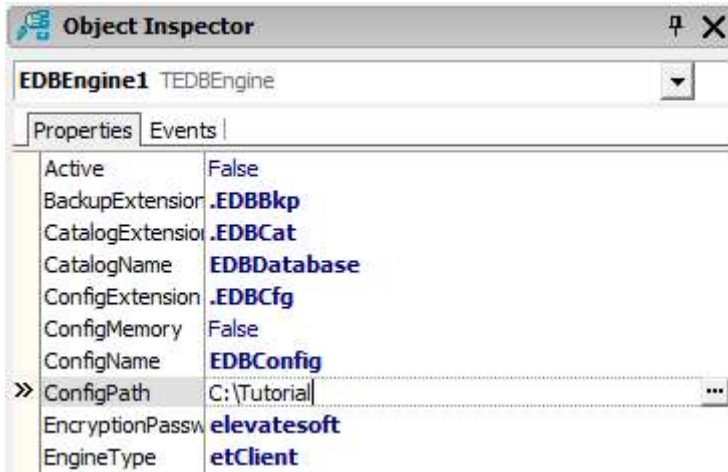 Object Inspector
EDBEngine1 TEDBEngine
Properties Events
Active False
BackupExtension .EDBBkp
CatalogExtensio .EDBCat
CatalogName EDBDatabase
ConfigExtension .EDBCfg
ConfigMemory False
ConfigName EDBConfig
» ConfigPath C:\Tutorial ...
EncryptionPassw elevatesoft
EngineType etClient